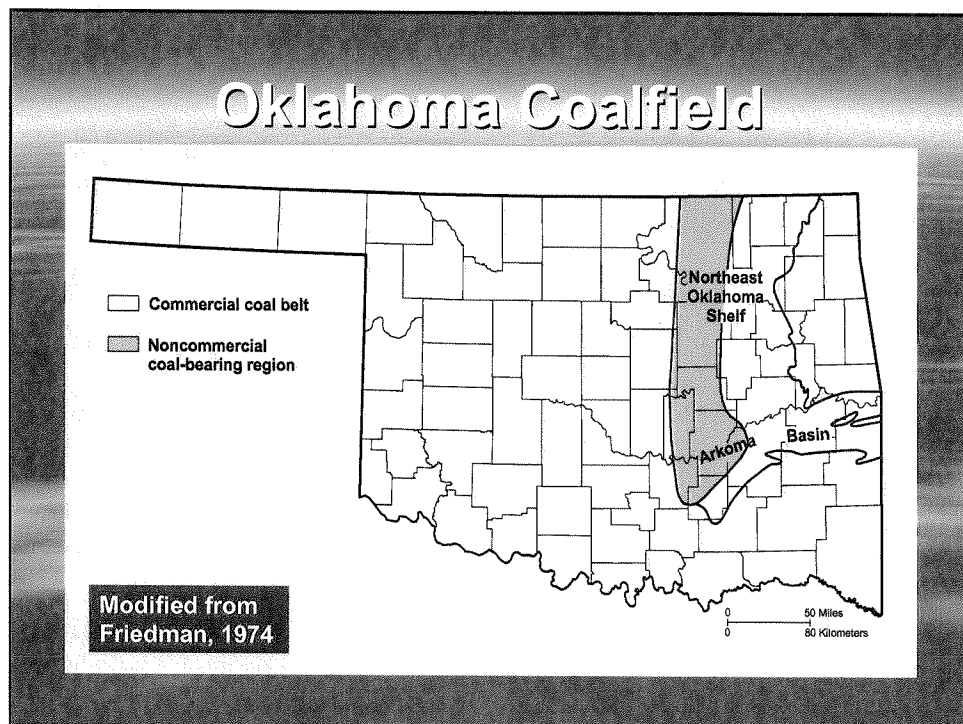 Oklahoma Coalfield
Commercial coal belt
Noncommercial
coal-bearing region
Northeast
Oklahoma
Shelf
Arkoma
Basin
Modified from
Friedman, 1974
0 50 Miles
0 80 Kilometers